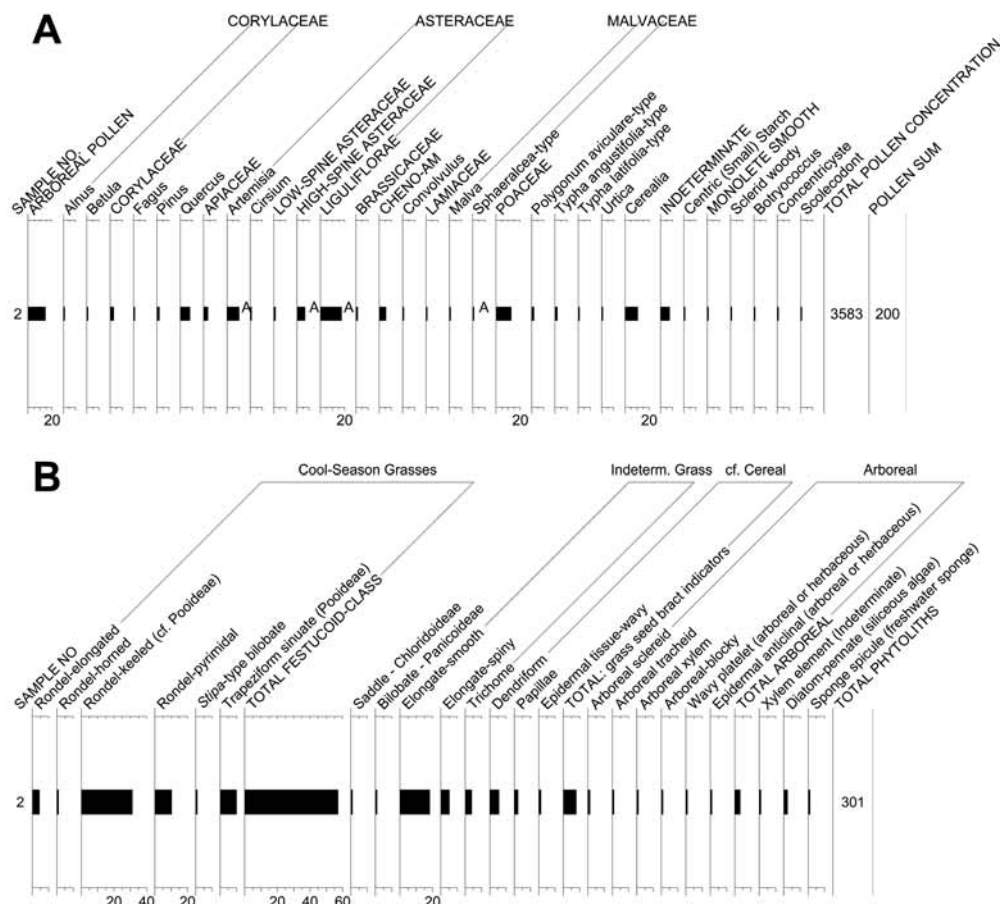 A
CORYLACEAE
ASTERACEAE
MALVACEAE
SAMPLE NO.
ARBOREAL POLLEN
Alnus
Betula
CORYLACEAE
Fagus
Pinus
Quercus
APIACEAE
Artemisia
Cirsium
LOW-SPINE ASTERACEAE
HIGH-SPINE ASTERACEAE
LIGULIFLORAE
BRASSICACEAE
CHENO-AM
Convolvulus
LAMIACEAE
Malva
Sphaeralcea-type
POACEAE
Polygonum aviculare-type
Typha angustifolia-type
Typha latifolia-type
Urtica
Cerealia
INDETERMINATE
Centric (Small) Starch
MONOLETE SMOOTH
Sclerid woody
Botryococcus
Concentricyste
Scolecodont
TOTAL POLLEN CONCENTRATION
POLLEN SUM
2 A A A A 3583 200
20 20 20 20
B
Cool-Season Grasses
Indeterm. Grass
cf. Cereal
Arboreal
SAMPLE NO
Rondel-elongated
Rondel-horned
Rondel-keeled (cf. Pooideae)
Rondel-pyrimidal
Stipa-type bilobate
Trapeziform sinuate (Pooideae)
TOTAL FESTUCOID-CLASS
Saddle - Chloridoideae
Bilobate - Panicoideae
Elongate-smooth
Elongate-spiny
Trichome
Dendriform
Papillae
Epidermal tissue-wavy
TOTAL: grass seed bract indicators
Arboreal sclereid
Arboreal tracheid
Arboreal xylem
Arboreal-blocky
Wavy platelet (arboreal or herbaceous)
Epidermal anticlinal (arboreal or herbaceous)
TOTAL ARBOREAL
Xylem element (Indeterminate)
Diatom-pennate (siliceous algae)
Sponge spicule (freshwater sponge)
TOTAL PHYTOLITHS
2 301
20 40 20 20 40 60 20